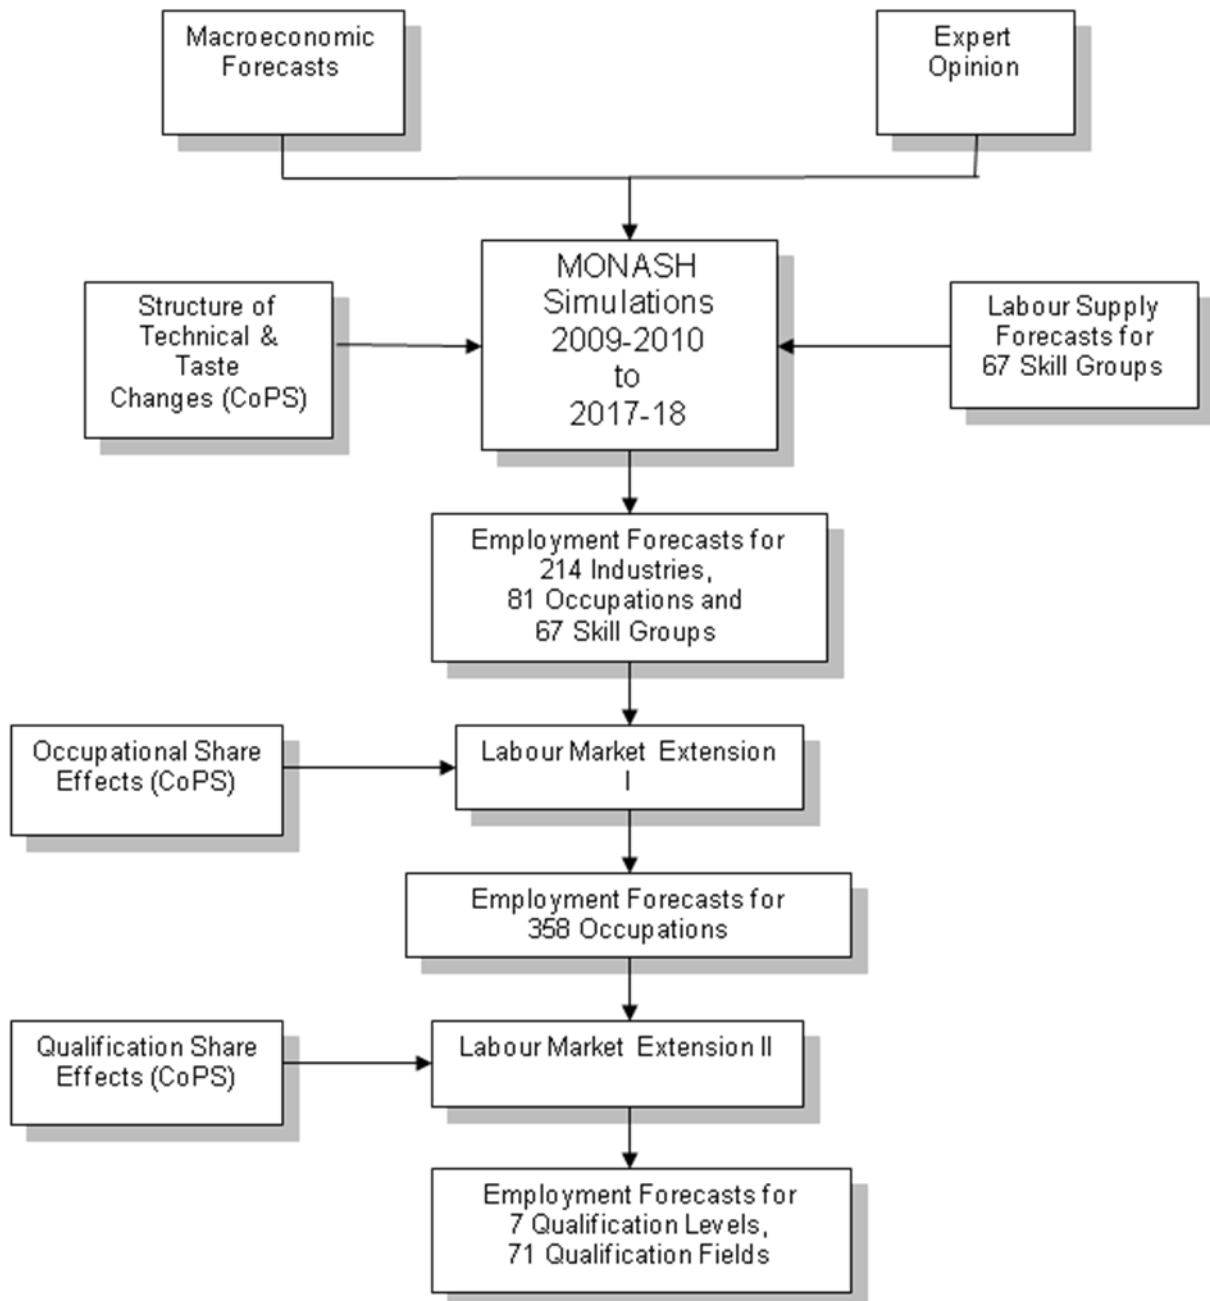 Macroeconomic
Forecasts
Expert
Opinion
MONASH
Simulations
2009-2010
to
2017-18
Structure of
Technical &
Taste
Changes (CoPS)
Labour Supply
Forecasts for
67 Skill Groups
Employment Forecasts for
214 Industries,
81 Occupations and
67 Skill Groups
Occupational Share
Effects (CoPS)
Labour Market Extension
I
Employment Forecasts for
358 Occupations
Qualification Share
Effects (CoPS)
Labour Market Extension II
Employment Forecasts for
7 Qualification Levels,
71 Qualification Fields